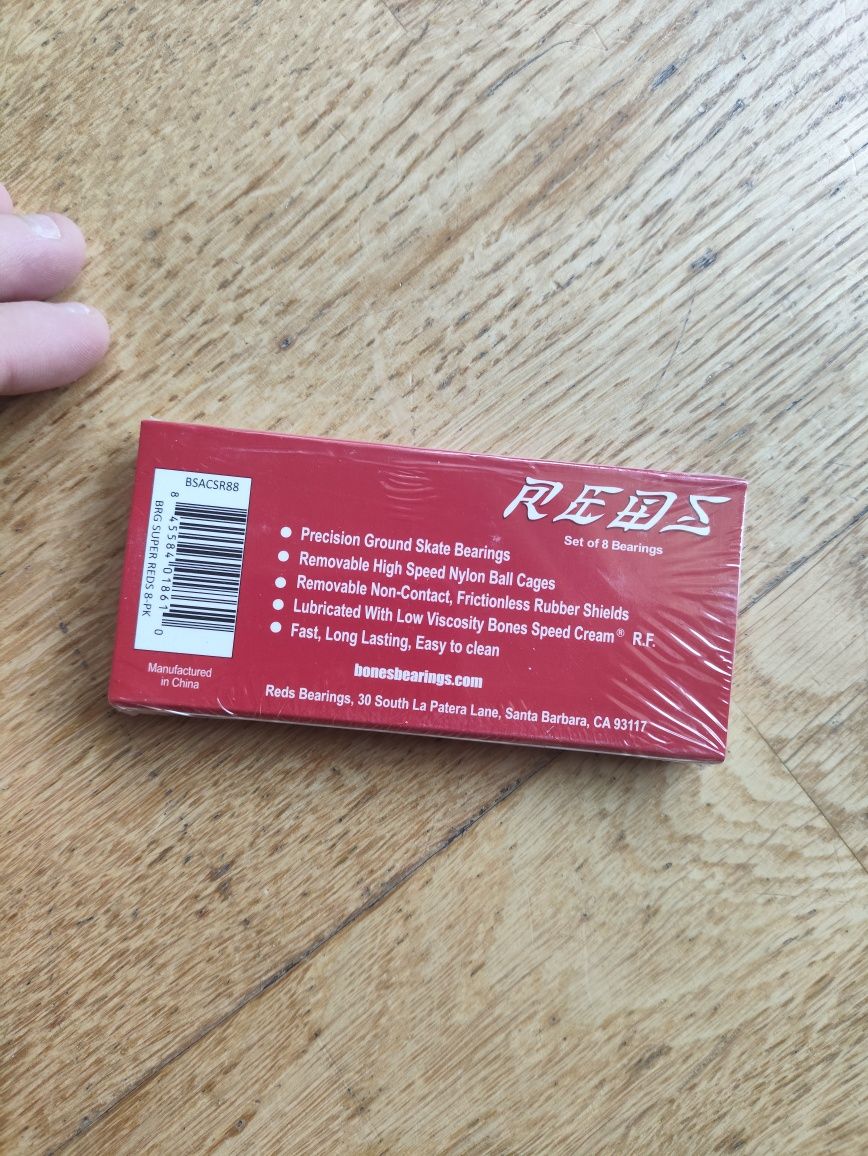 BSACSR88
8 45584 01861 0
BRG SUPER REDS 8-PK
Manufactured
in China
REDS
Set of 8 Bearings
● Precision Ground Skate Bearings
● Removable High Speed Nylon Ball Cages
● Removable Non-Contact, Frictionless Rubber Shields
● Lubricated With Low Viscosity Bones Speed Cream® R.F.
● Fast, Long Lasting, Easy to clean
bonesbearings.com
Reds Bearings, 30 South La Patera Lane, Santa Barbara, CA 93117